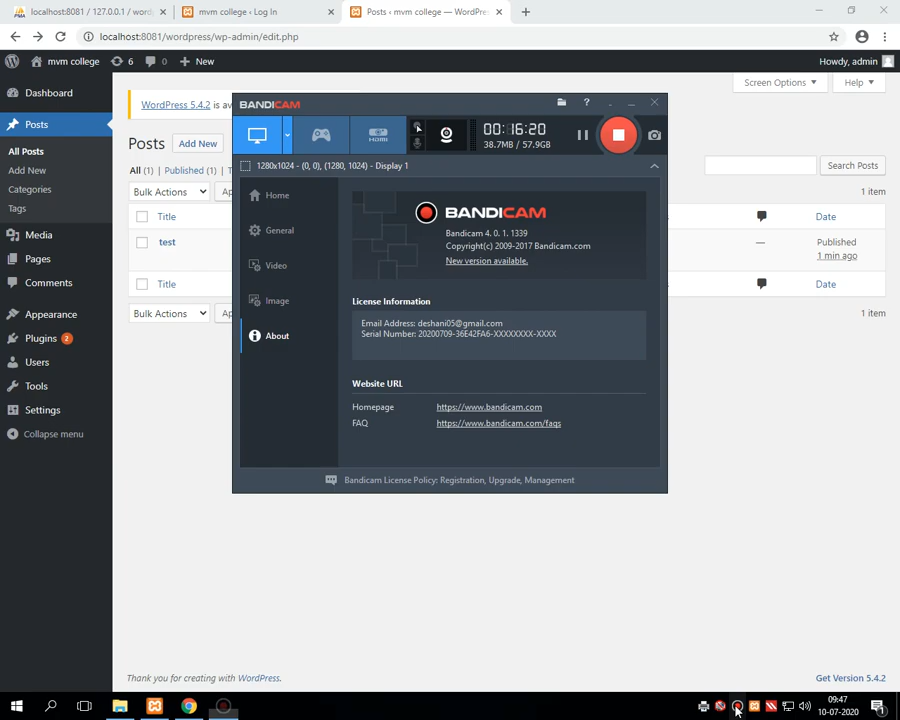 localhost:8081 / 127.0.0.1 / word
mvm college ‹ Log In
Posts ‹ mvm college — WordPres
localhost:8081/wordpress/wp-admin/edit.php
mvm college
6
0
New
Howdy, admin
Dashboard
Posts
All Posts
Add New
Categories
Tags
Media
Pages
Comments
Appearance
Plugins 2
Users
Tools
Settings
Collapse menu
Screen Options
Help
WordPress 5.4.2 is av
Posts
Add New
All (1) | Published (1) | T
Search Posts
Bulk Actions
Ap
1 item
Title
Date
test
—
Published
1 min ago
Title
Date
Bulk Actions
Ap
1 item
BANDICAM
HDMI
00:16:20
38.7MB / 57.9GB
1280x1024 - (0, 0), (1280, 1024) - Display 1
Home
General
Video
Image
About
BANDICAM
Bandicam 4. 0. 1. 1339
Copyright(c) 2009-2017 Bandicam.com
New version available.
License Information
Email Address: deshani05@gmail.com
Serial Number: 20200709-36E42FA6-XXXXXXXX-XXXX
Website URL
Homepage
https://www.bandicam.com
FAQ
https://www.bandicam.com/faqs
Bandicam License Policy: Registration, Upgrade, Management
Thank you for creating with WordPress.
Get Version 5.4.2
09:47
10-07-2020
1